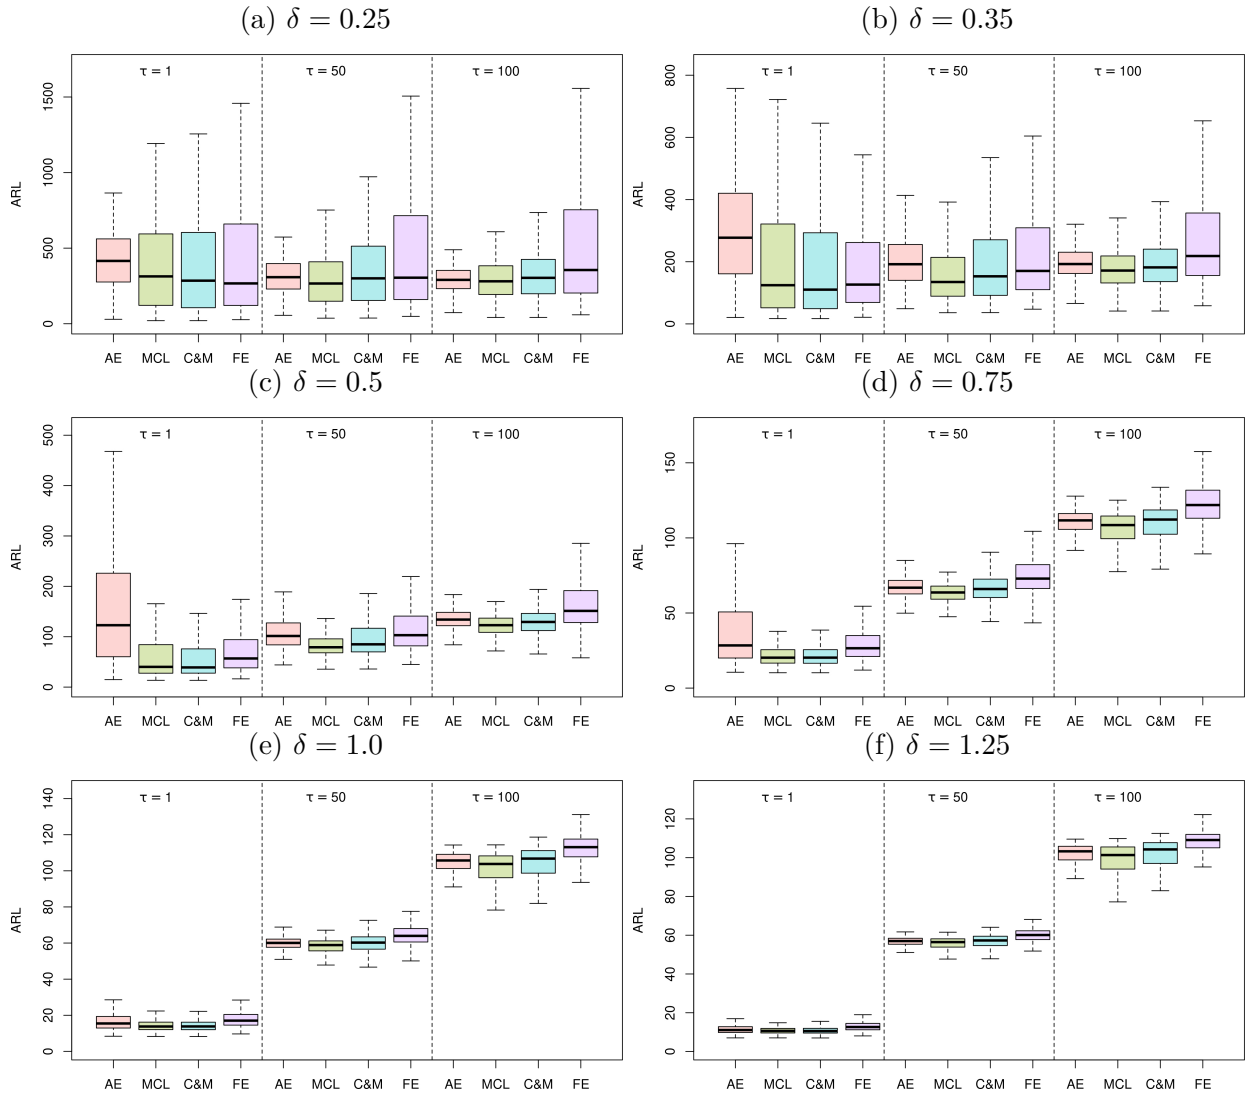 (a) δ = 0.25
(b) δ = 0.35
τ = 1
τ = 50
τ = 100
ARL
0
500
1000
1500
AE MCL C&M FE AE MCL C&M FE AE MCL C&M FE
τ = 1
τ = 50
τ = 100
ARL
0
200
400
600
800
AE MCL C&M FE AE MCL C&M FE AE MCL C&M FE
(c) δ = 0.5
(d) δ = 0.75
τ = 1
τ = 50
τ = 100
ARL
0
100
200
300
400
500
AE MCL C&M FE AE MCL C&M FE AE MCL C&M FE
τ = 1
τ = 50
τ = 100
ARL
0
50
100
150
AE MCL C&M FE AE MCL C&M FE AE MCL C&M FE
(e) δ = 1.0
(f) δ = 1.25
τ = 1
τ = 50
τ = 100
ARL
0
20
40
60
80
100
120
140
AE MCL C&M FE AE MCL C&M FE AE MCL C&M FE
τ = 1
τ = 50
τ = 100
ARL
0
20
40
60
80
100
120
AE MCL C&M FE AE MCL C&M FE AE MCL C&M FE